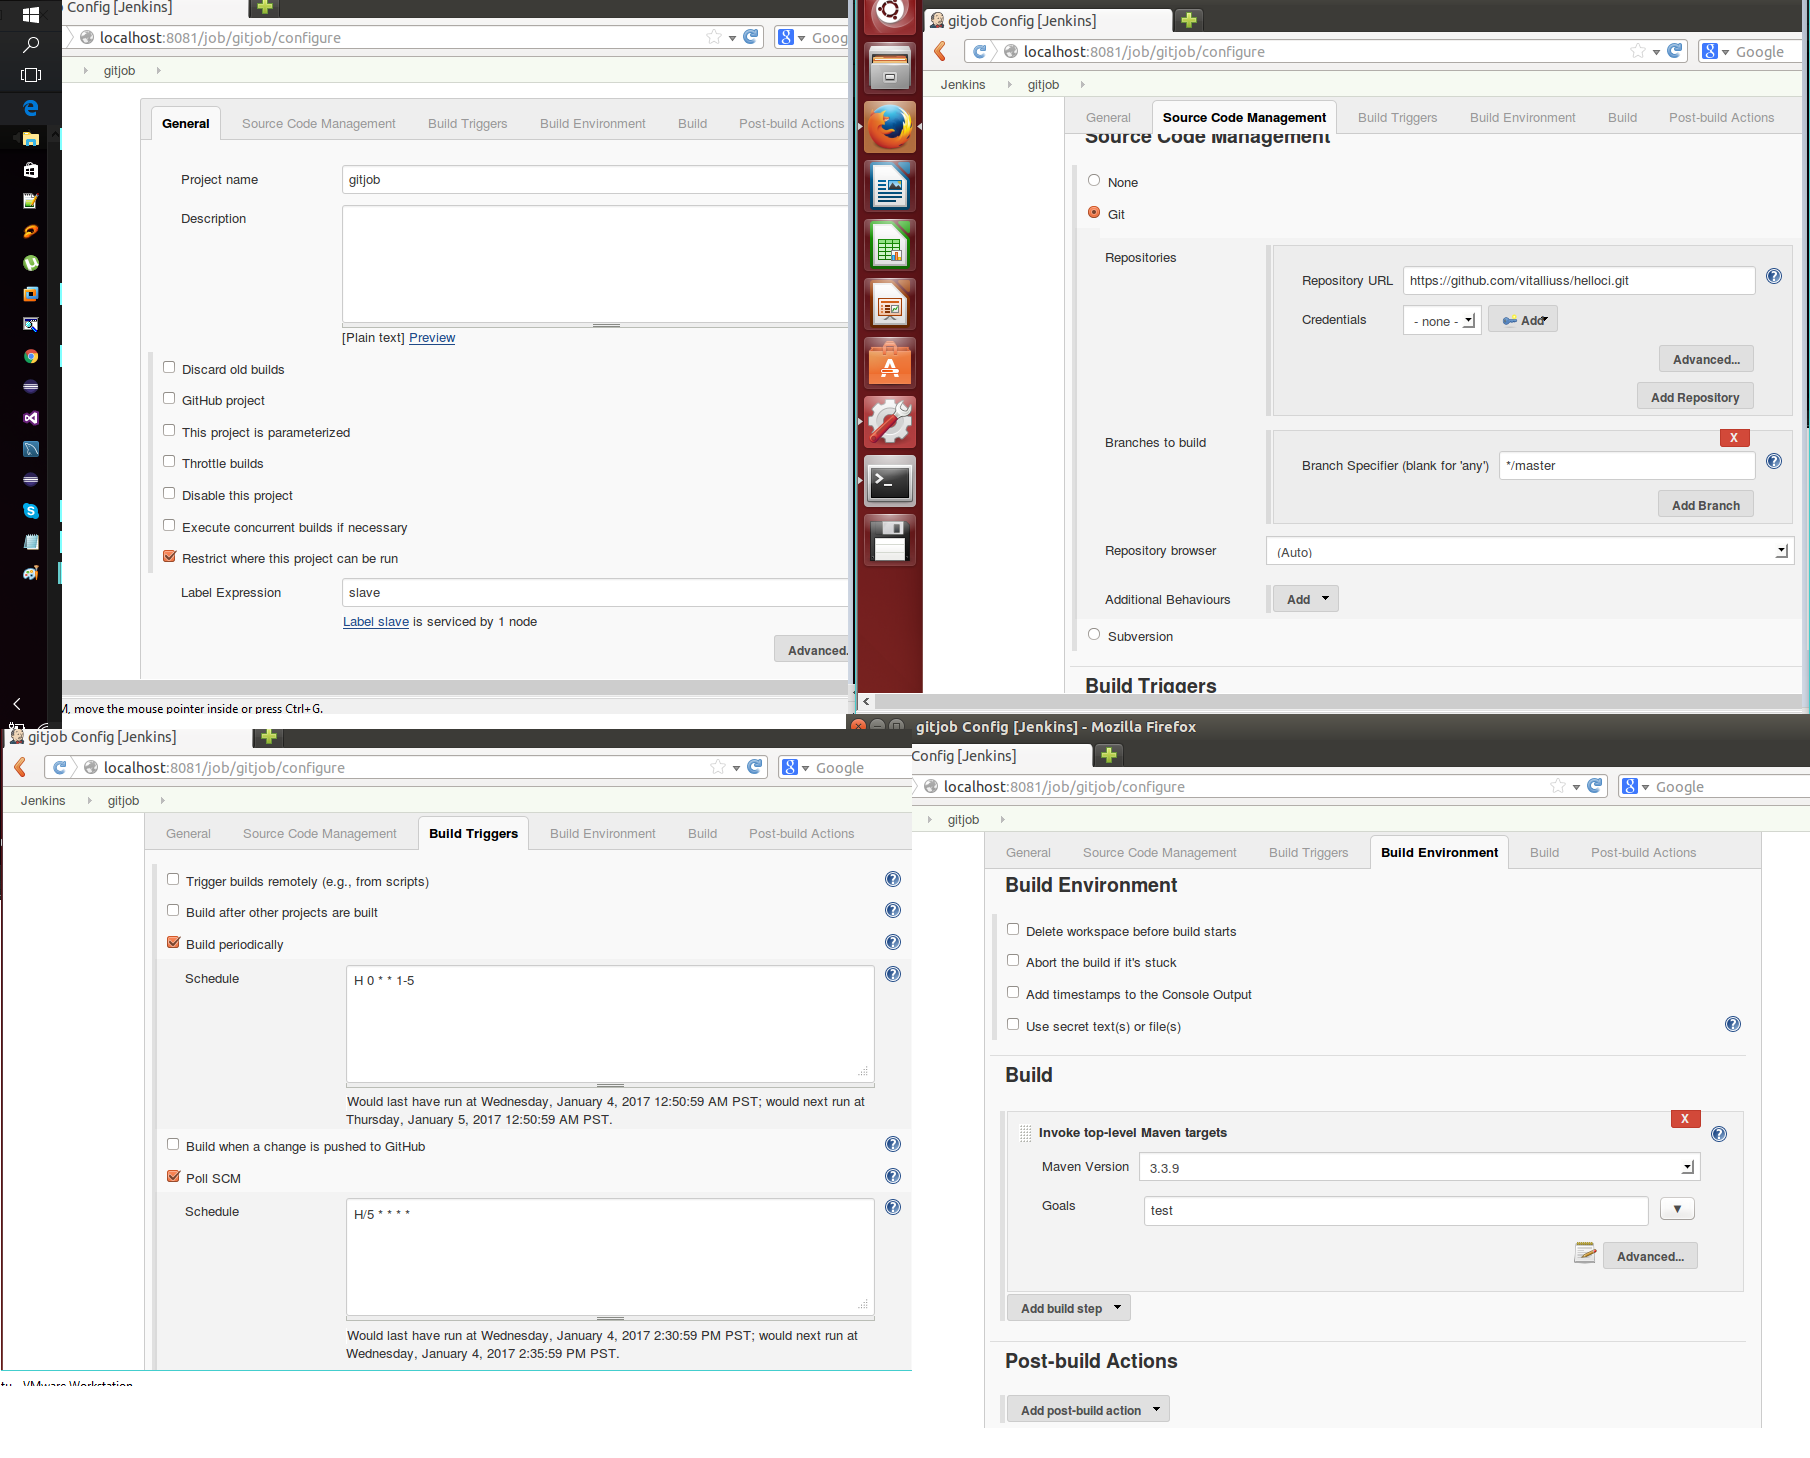 Config [Jenkins]
localhost:8081/job/gitjob/configure
Goog
gitjob
General Source Code Management Build Triggers Build Environment Build Post-build Actions
Project name gitjob
Description
[Plain text] Preview
Discard old builds
GitHub project
This project is parameterized
Throttle builds
Disable this project
Execute concurrent builds if necessary
Restrict where this project can be run
Label Expression slave
Label slave is serviced by 1 node
Advanced.
M, move the mouse pointer inside or press Ctrl+G.
gitjob Config [Jenkins]
localhost:8081/job/gitjob/configure
Google
Jenkins gitjob
General Source Code Management Build Triggers Build Environment Build Post-build Actions
Source Code Management
None
Git
Repositories
Repository URL https://github.com/vitalliuss/helloci.git
Credentials - none - Add
Advanced...
Add Repository
Branches to build
X
Branch Specifier (blank for 'any') */master
Add Branch
Repository browser (Auto)
Additional Behaviours Add
Subversion
Build Triggers
gitjob Config [Jenkins]
localhost:8081/job/gitjob/configure
Google
Jenkins gitjob
General Source Code Management Build Triggers Build Environment Build Post-build Actions
Trigger builds remotely (e.g., from scripts)
Build after other projects are built
Build periodically
Schedule H 0 * * 1-5
Would last have run at Wednesday, January 4, 2017 12:50:59 AM PST; would next run at
Thursday, January 5, 2017 12:50:59 AM PST.
Build when a change is pushed to GitHub
Poll SCM
Schedule H/5 * * * *
Would last have run at Wednesday, January 4, 2017 2:30:59 PM PST; would next run at
Wednesday, January 4, 2017 2:35:59 PM PST.
tu - VMware Workstation
gitjob Config [Jenkins] - Mozilla Firefox
Config [Jenkins]
localhost:8081/job/gitjob/configure
Google
gitjob
General Source Code Management Build Triggers Build Environment Build Post-build Actions
Build Environment
Delete workspace before build starts
Abort the build if it's stuck
Add timestamps to the Console Output
Use secret text(s) or file(s)
Build
X
Invoke top-level Maven targets
Maven Version 3.3.9
Goals test
Advanced...
Add build step
Post-build Actions
Add post-build action